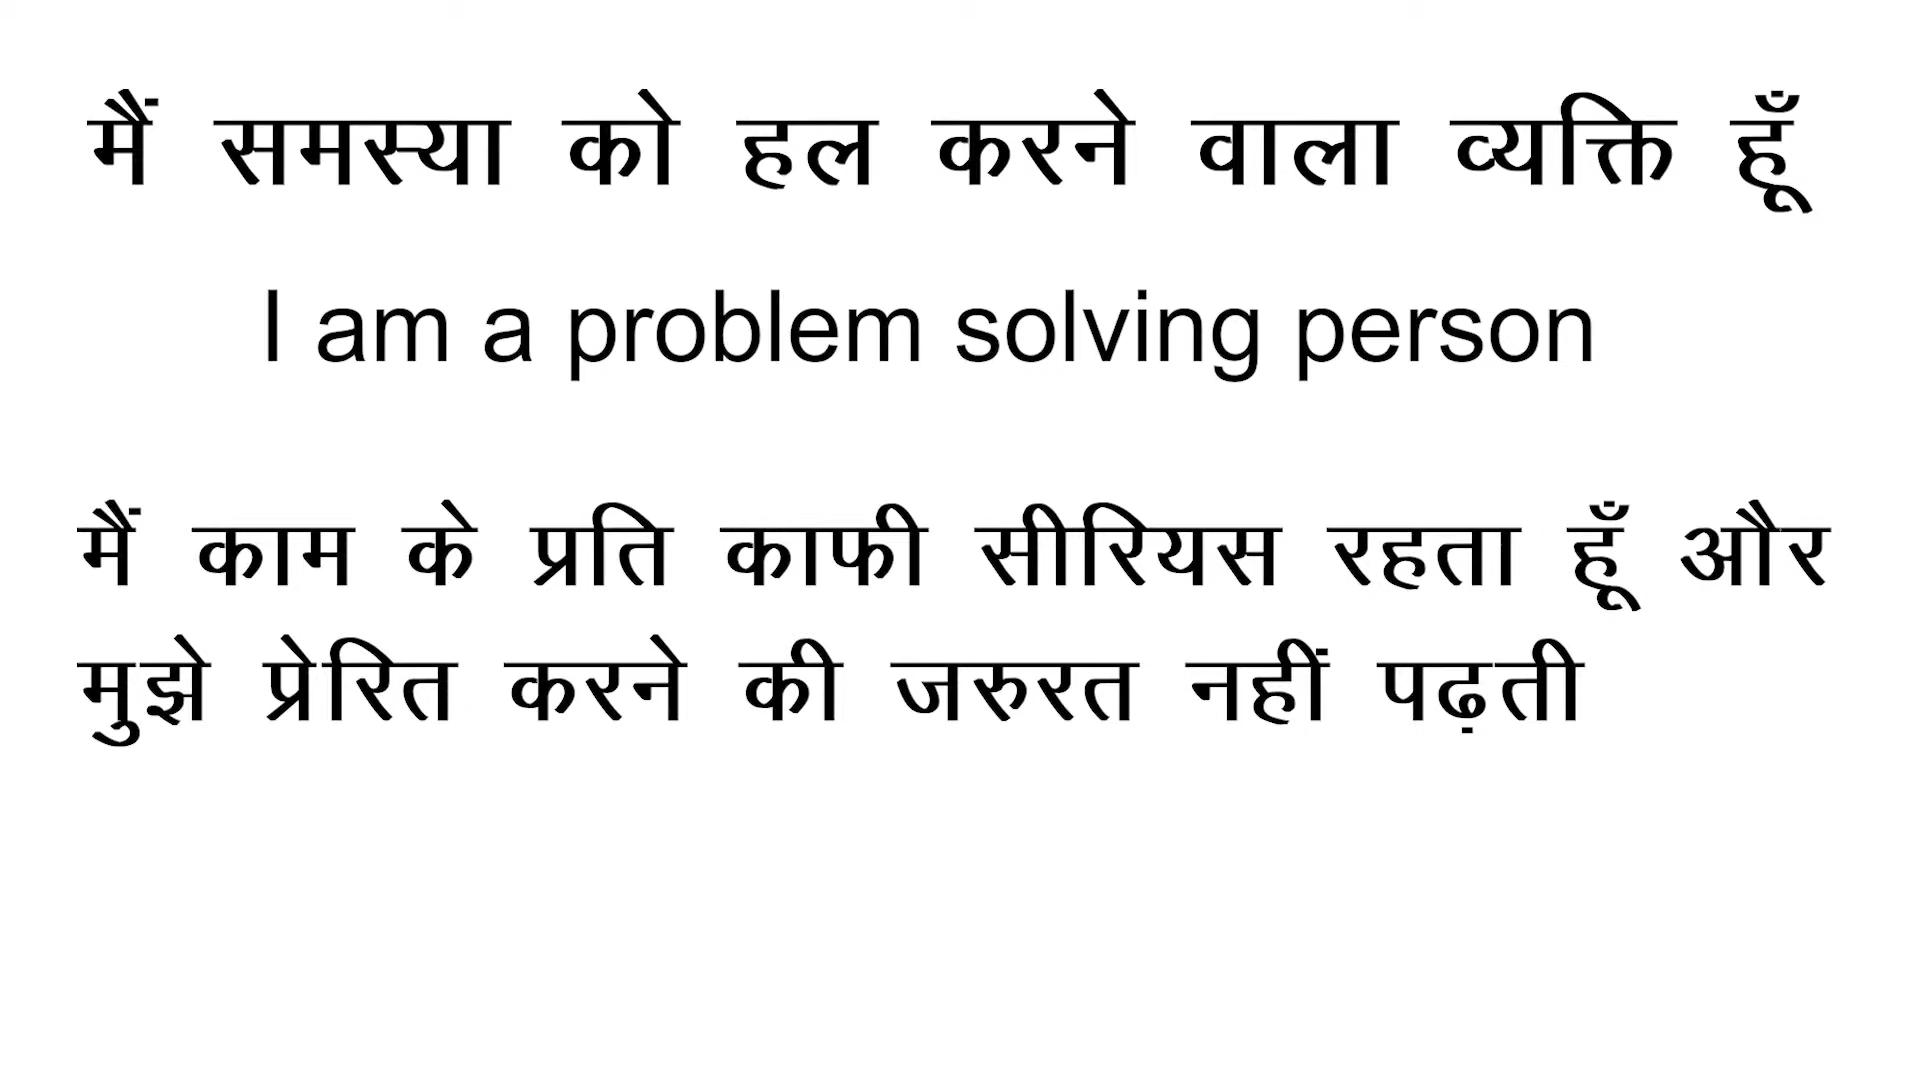 मैं समस्या को हल करने वाला व्यक्ति हूँ
I am a problem solving person
मैं काम के प्रति काफी सीरियस रहता हूँ और
मुझे प्रेरित करने की जरुरत नहीं पढ़ती